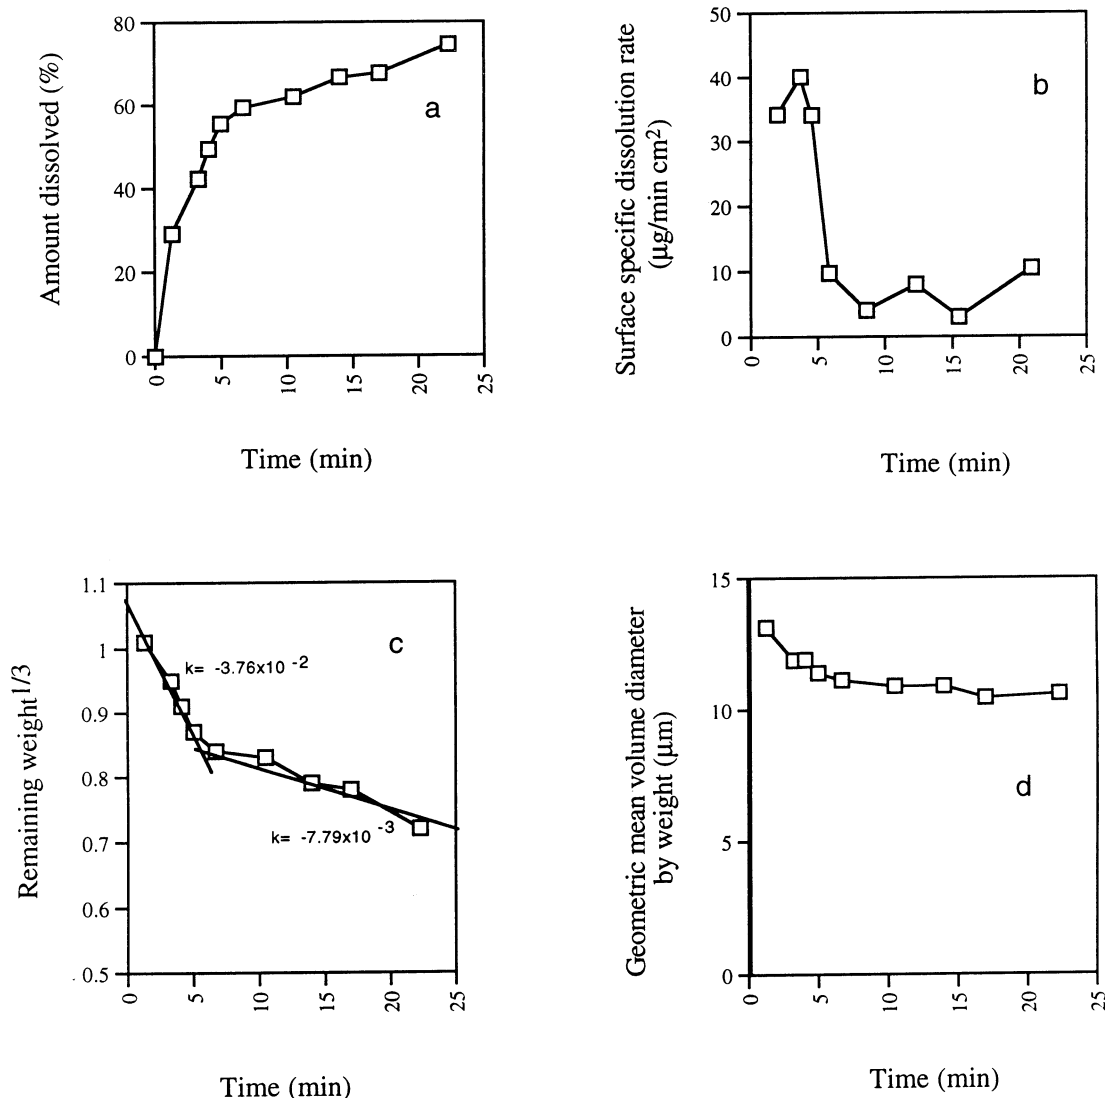 80
60
40
20
0
Amount dissolved (%)
a
0 5 10 15 20 25
Time (min)
50
40
30
20
10
0
Surface specific dissolution rate
(μg/min cm2)
b
0 5 10 15 20 25
Time (min)
1.1
1
0.9
0.8
0.7
0.6
0.5
Remaining weight1/3
c
k= -3.76x10 -2
k= -7.79x10 -3
0 5 10 15 20 25
Time (min)
15
10
5
0
Geometric mean volume diameter
by weight (μm)
d
0 5 10 15 20 25
Time (min)